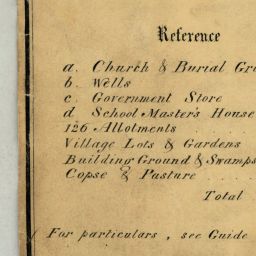 Reference
a. Church & Burial Gr
b. Wells
c. Government Store
d School Master's House
126 Allotments
Village Lots & Gardens
Building Ground & Swamps
Copse & Pasture
Total
For particulars, see Guide